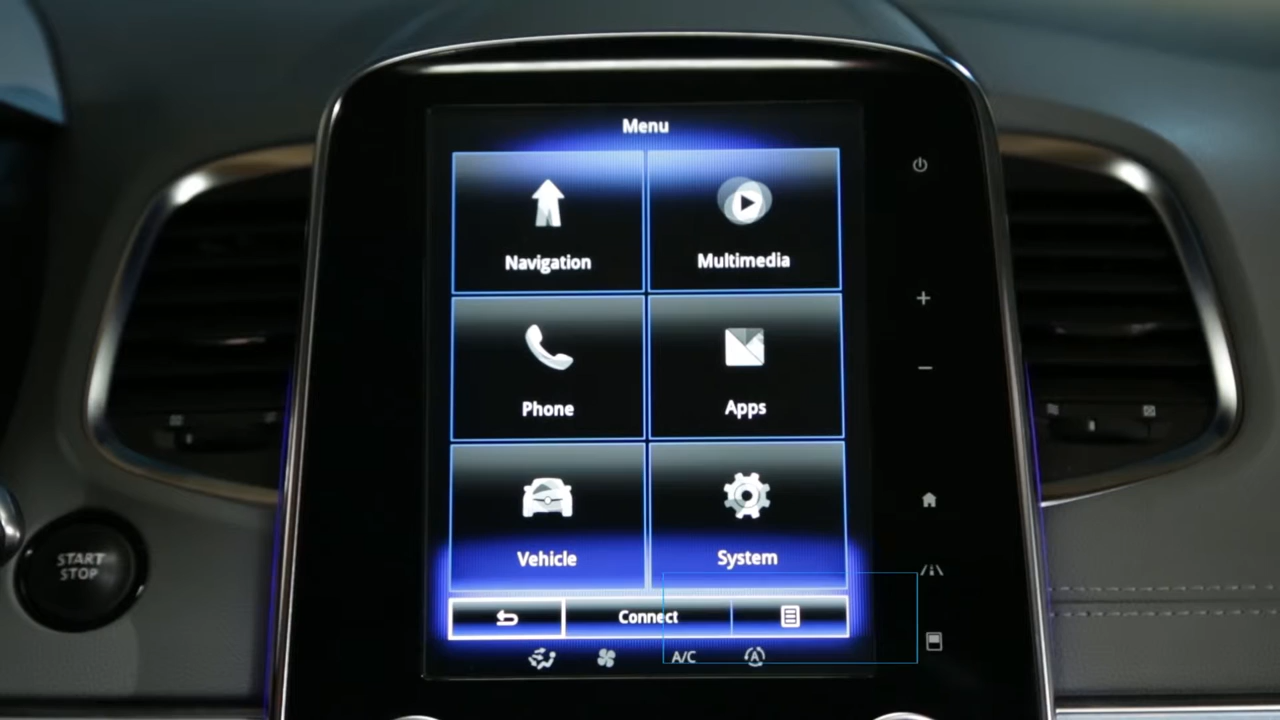 Menu
Navigation
Multimedia
Phone
Apps
Vehicle
System
START
STOP
Connect
A/C
A